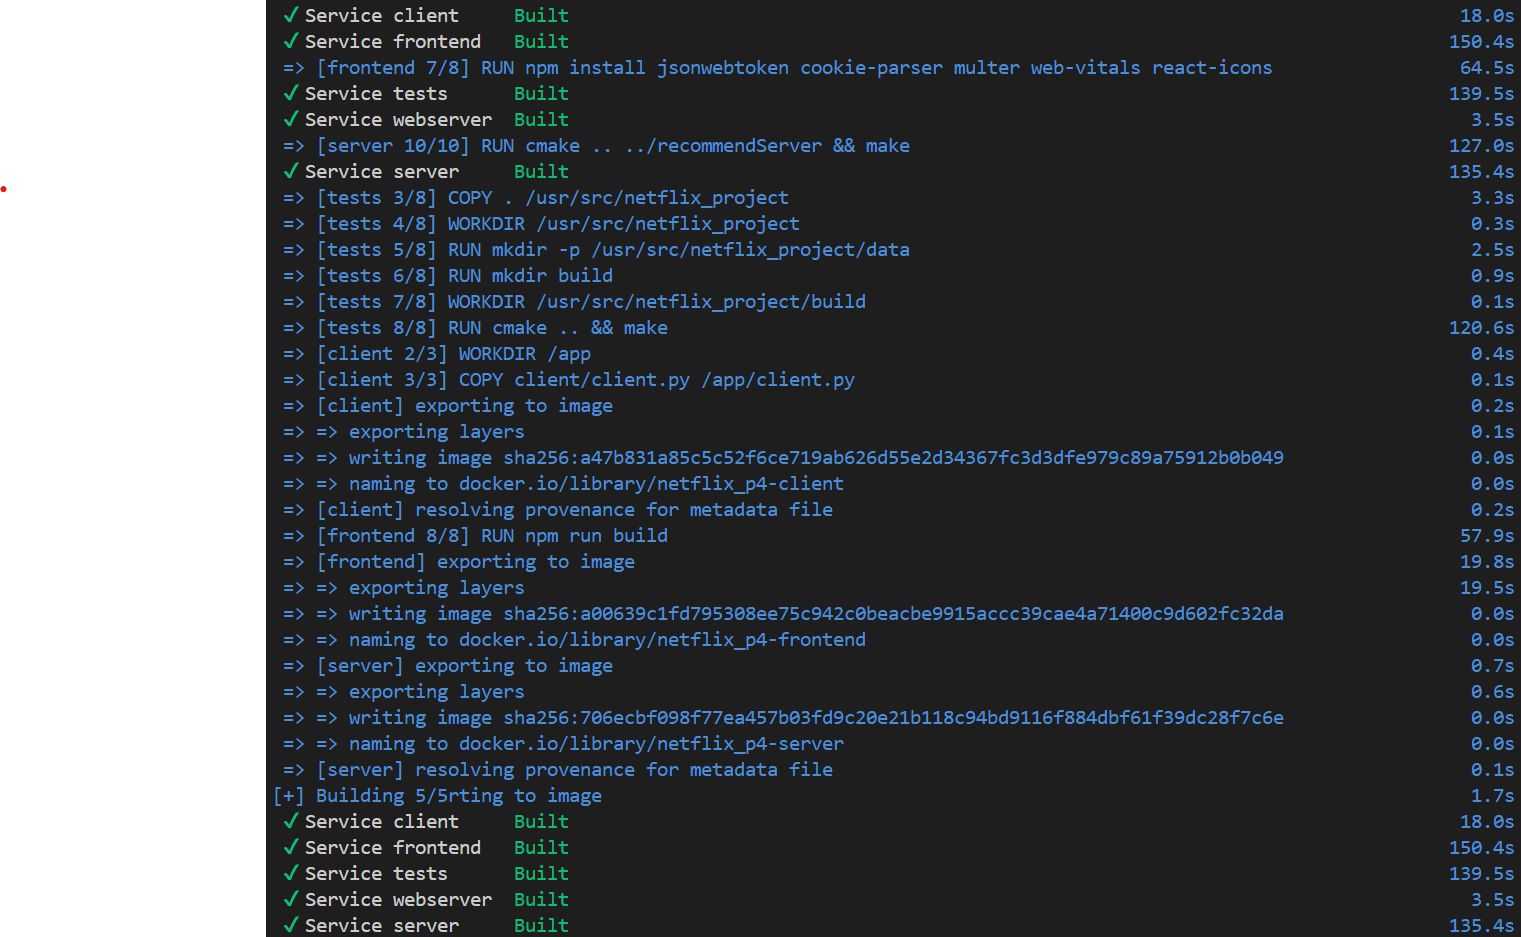 ✓ Service client Built 18.0s
✓ Service frontend Built 150.4s
=> [frontend 7/8] RUN npm install jsonwebtoken cookie-parser multer web-vitals react-icons 64.5s
✓ Service tests Built 139.5s
✓ Service webserver Built 3.5s
=> [server 10/10] RUN cmake .. ../recommendServer && make 127.0s
✓ Service server Built 135.4s
=> [tests 3/8] COPY . /usr/src/netflix_project 3.3s
=> [tests 4/8] WORKDIR /usr/src/netflix_project 0.3s
=> [tests 5/8] RUN mkdir -p /usr/src/netflix_project/data 2.5s
=> [tests 6/8] RUN mkdir build 0.9s
=> [tests 7/8] WORKDIR /usr/src/netflix_project/build 0.1s
=> [tests 8/8] RUN cmake .. && make 120.6s
=> [client 2/3] WORKDIR /app 0.4s
=> [client 3/3] COPY client/client.py /app/client.py 0.1s
=> [client] exporting to image 0.2s
=> => exporting layers 0.1s
=> => writing image sha256:a47b831a85c5c52f6ce719ab626d55e2d34367fc3d3dfe979c89a75912b0b049 0.0s
=> => naming to docker.io/library/netflix_p4-client 0.0s
=> [client] resolving provenance for metadata file 0.2s
=> [frontend 8/8] RUN npm run build 57.9s
=> [frontend] exporting to image 19.8s
=> => exporting layers 19.5s
=> => writing image sha256:a00639c1fd795308ee75c942c0beacbe9915accc39cae4a71400c9d602fc32da 0.0s
=> => naming to docker.io/library/netflix_p4-frontend 0.0s
=> [server] exporting to image 0.7s
=> => exporting layers 0.6s
=> => writing image sha256:706ecbf098f77ea457b03fd9c20e21b118c94bd9116f884dbf61f39dc28f7c6e 0.0s
=> => naming to docker.io/library/netflix_p4-server 0.0s
=> [server] resolving provenance for metadata file 0.1s
[+] Building 5/5rting to image 1.7s
✓ Service client Built 18.0s
✓ Service frontend Built 150.4s
✓ Service tests Built 139.5s
✓ Service webserver Built 3.5s
✓ Service server Built 135.4s